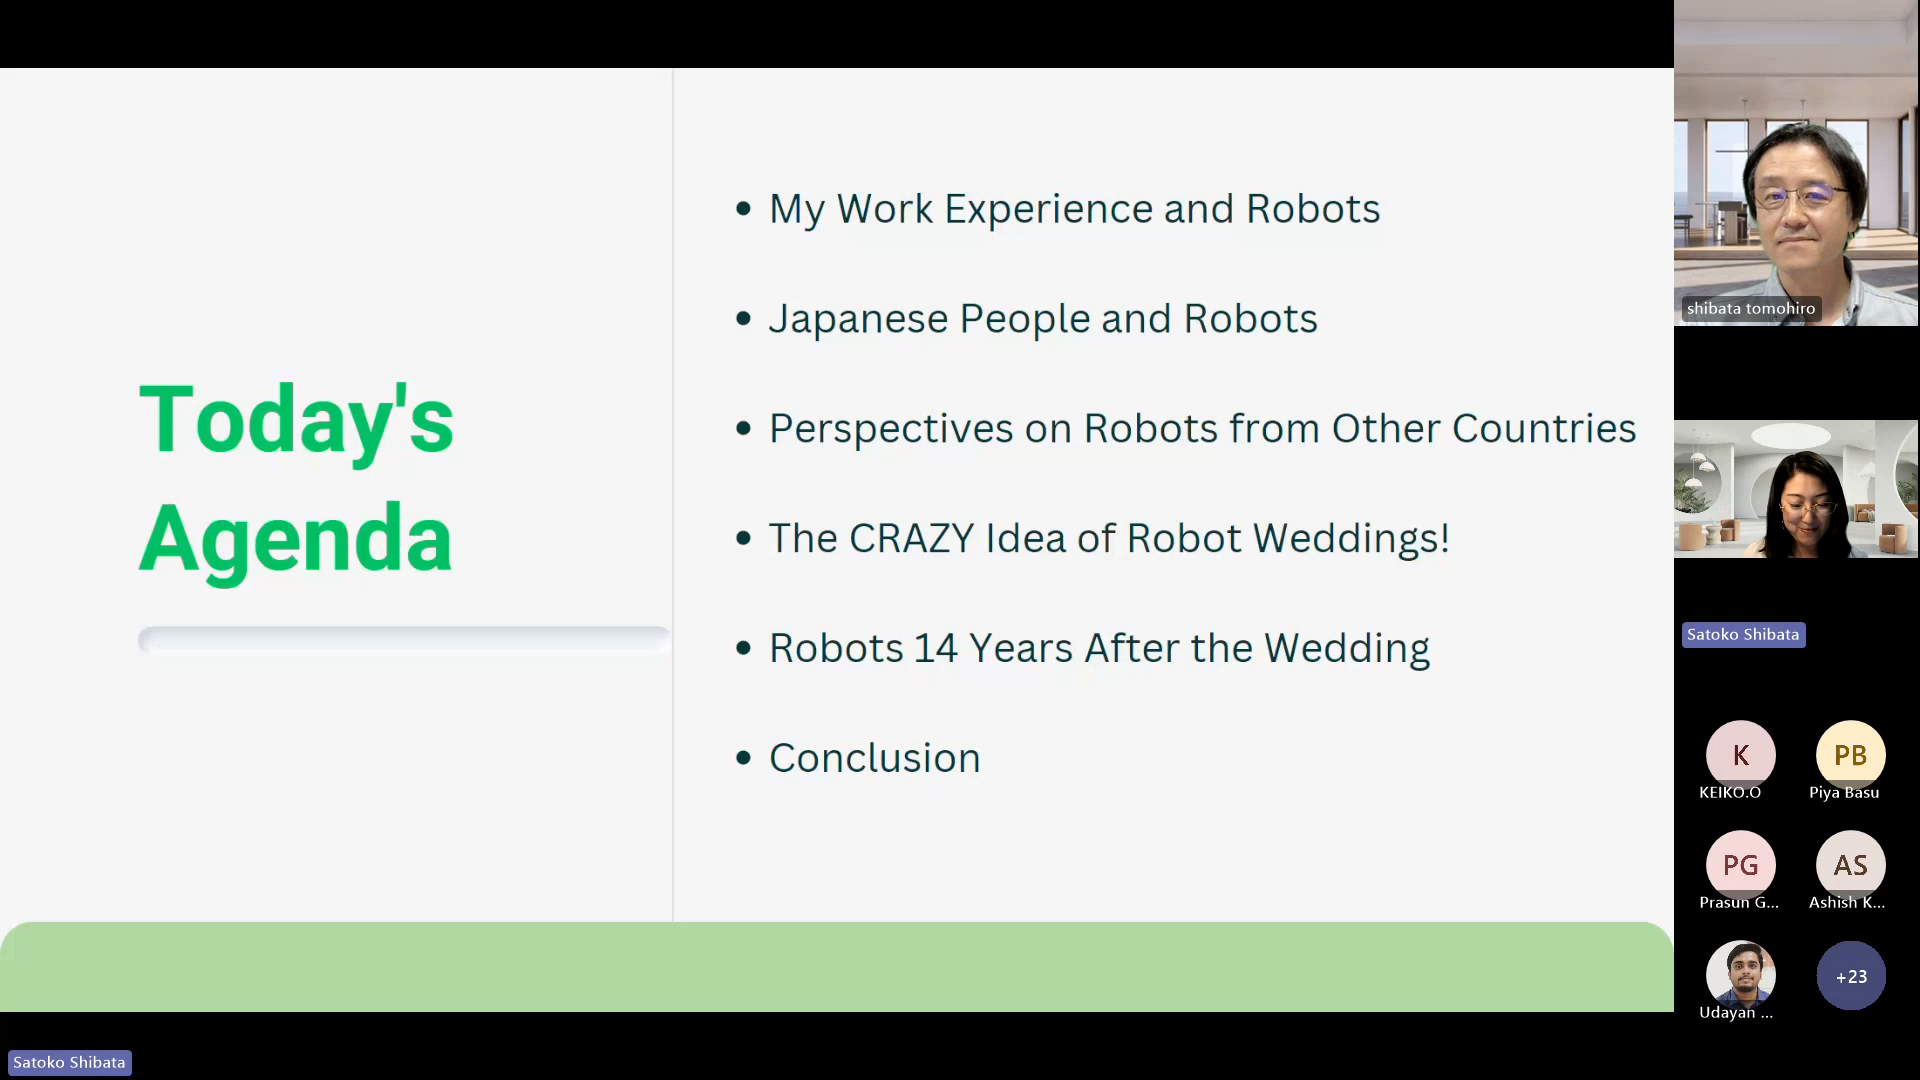 Today's
Agenda
• My Work Experience and Robots
• Japanese People and Robots
• Perspectives on Robots from Other Countries
• The CRAZY Idea of Robot Weddings!
• Robots 14 Years After the Wedding
• Conclusion
shibata tomohiro
Satoko Shibata
K
KEIKO.O
PB
Piya Basu
PG
Prasun G...
AS
Ashish K...
Udayan ...
+23
Satoko Shibata